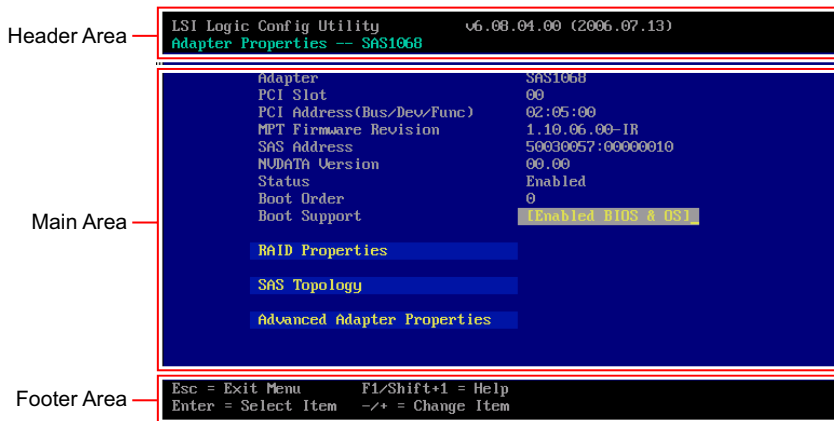 Header Area
LSI Logic Config Utility v6.08.04.00 (2006.07.13)
Adapter Properties -- SAS1068
Main Area
Adapter SAS1068
PCI Slot 00
PCI Address(Bus/Dev/Func) 02:05:00
MPT Firmware Revision 1.10.06.00-IR
SAS Address 50030057:00000010
NVDATA Version 00.00
Status Enabled
Boot Order 0
Boot Support [Enabled BIOS & OS]_
RAID Properties
SAS Topology
Advanced Adapter Properties
Footer Area
Esc = Exit Menu F1/Shift+1 = Help
Enter = Select Item -/+ = Change Item